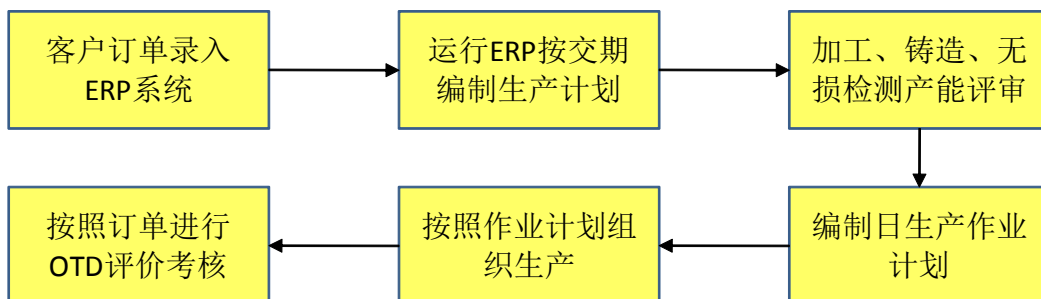 客户订单录入
ERP系统
运行ERP按交期
编制生产计划
加工、铸造、无
损检测产能评审
编制日生产作业
计划
按照作业计划组
织生产
按照订单进行
OTD评价考核